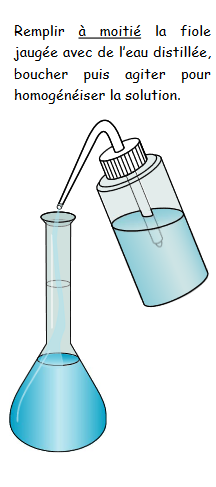 Remplir à moitié la fiole
jaugée avec de l'eau distillée,
boucher puis agiter pour
homogénéiser la solution.